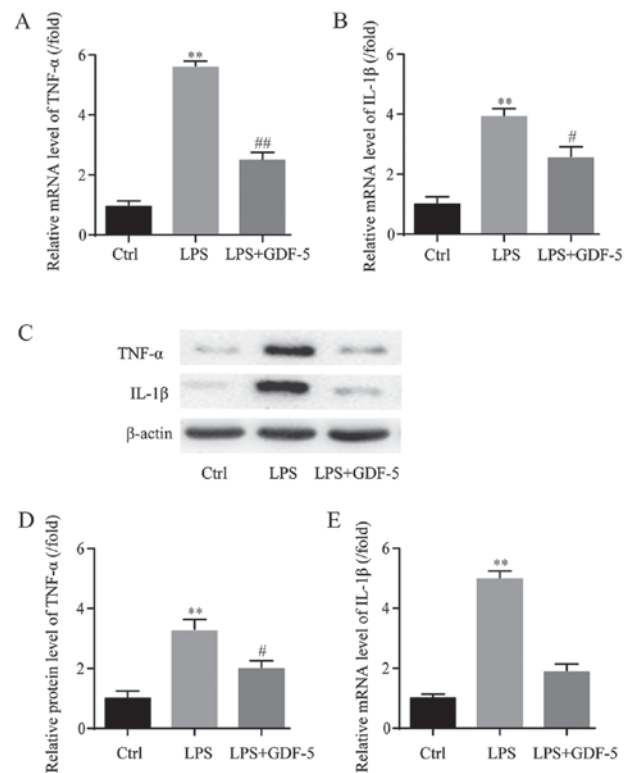 A
Relative mRNA level of TNF-α (/fold)
6
4
2
0
**
##
Ctrl LPS LPS+GDF-5
B
Relative mRNA level of IL-1β (/fold)
6
4
2
0
**
#
Ctrl LPS LPS+GDF-5
C
TNF-α
IL-1β
β-actin
Ctrl LPS LPS+GDF-5
D
Relative protein level of TNF-α (/fold)
6
4
2
0
**
#
Ctrl LPS LPS+GDF-5
E
Relative mRNA level of IL-1β (/fold)
6
4
2
0
**
Ctrl LPS LPS+GDF-5